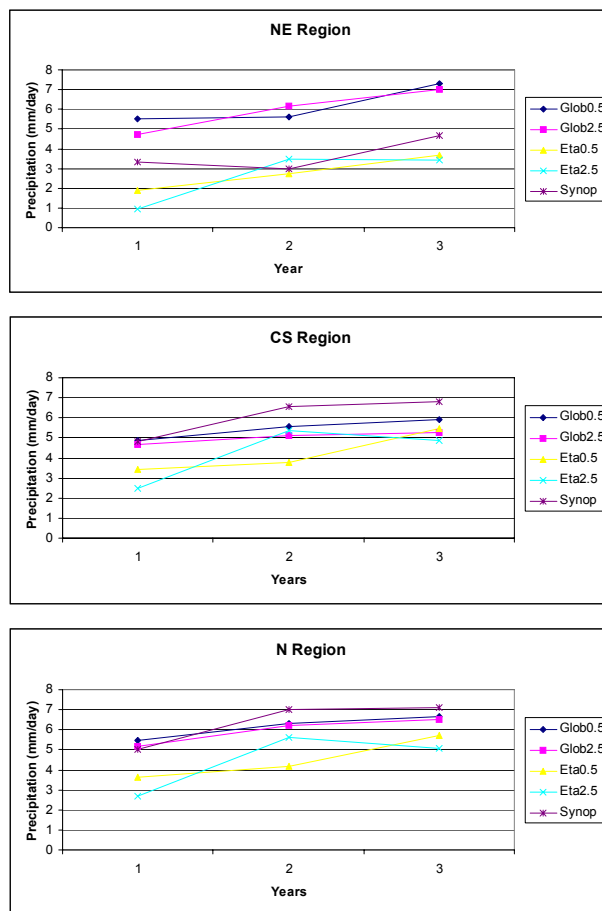 NE Region
Precipitation (mm/day)
8
7
6
5
4
3
2
1
0
1 2 3
Year
Glob0.5
Glob2.5
Eta0.5
Eta2.5
Synop
CS Region
Precipitation (mm/day)
8
7
6
5
4
3
2
1
0
1 2 3
Years
Glob0.5
Glob2.5
Eta0.5
Eta2.5
Synop
N Region
Precipitation (mm/day)
8
7
6
5
4
3
2
1
0
1 2 3
Years
Glob0.5
Glob2.5
Eta0.5
Eta2.5
Synop